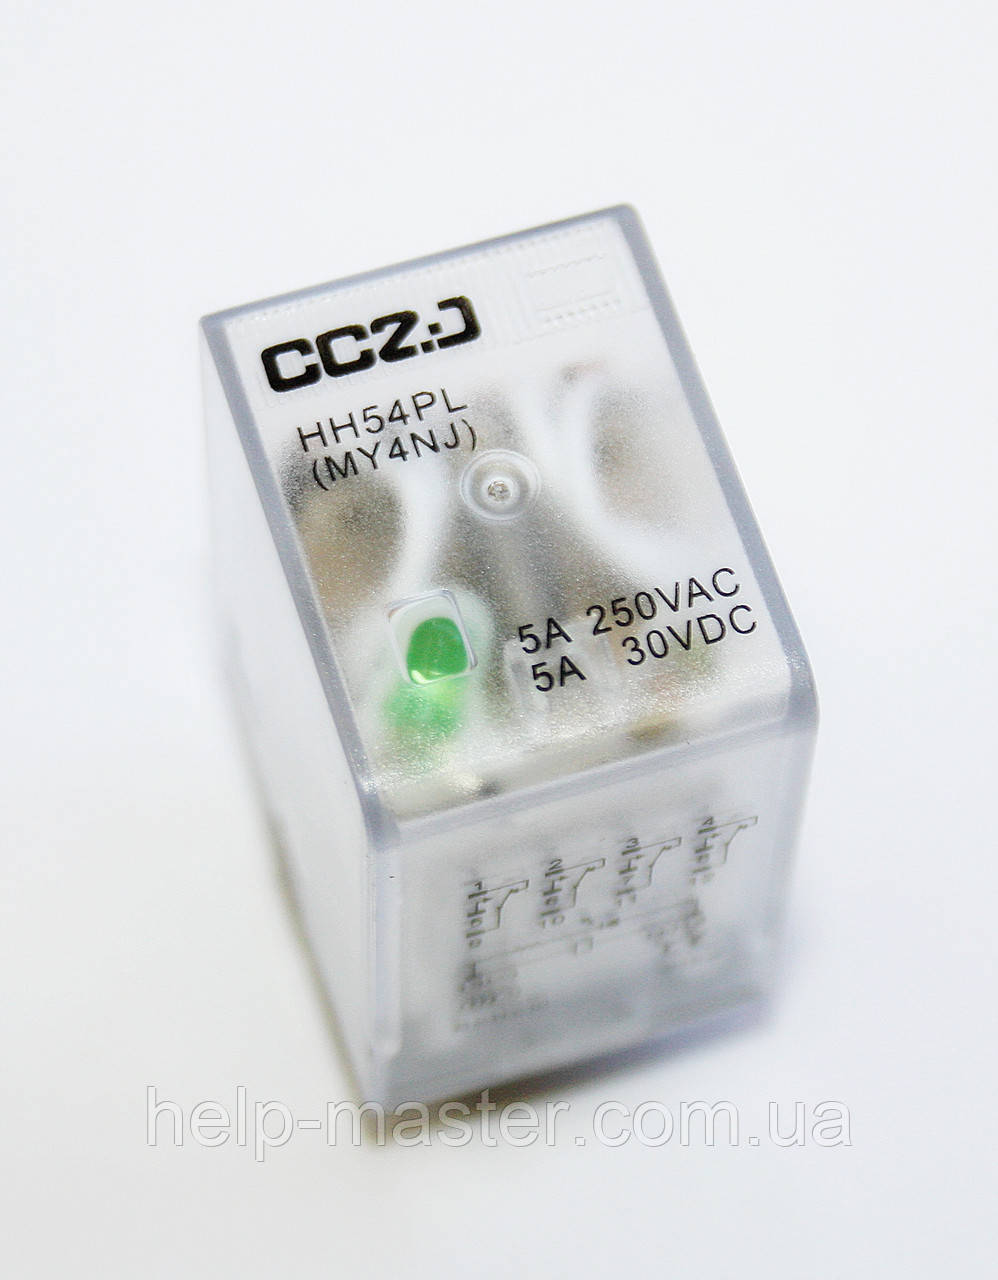 CCZJ
HH54PL
(MY4NJ)
5A 250VAC
5A 30VDC
help-master.com.ua